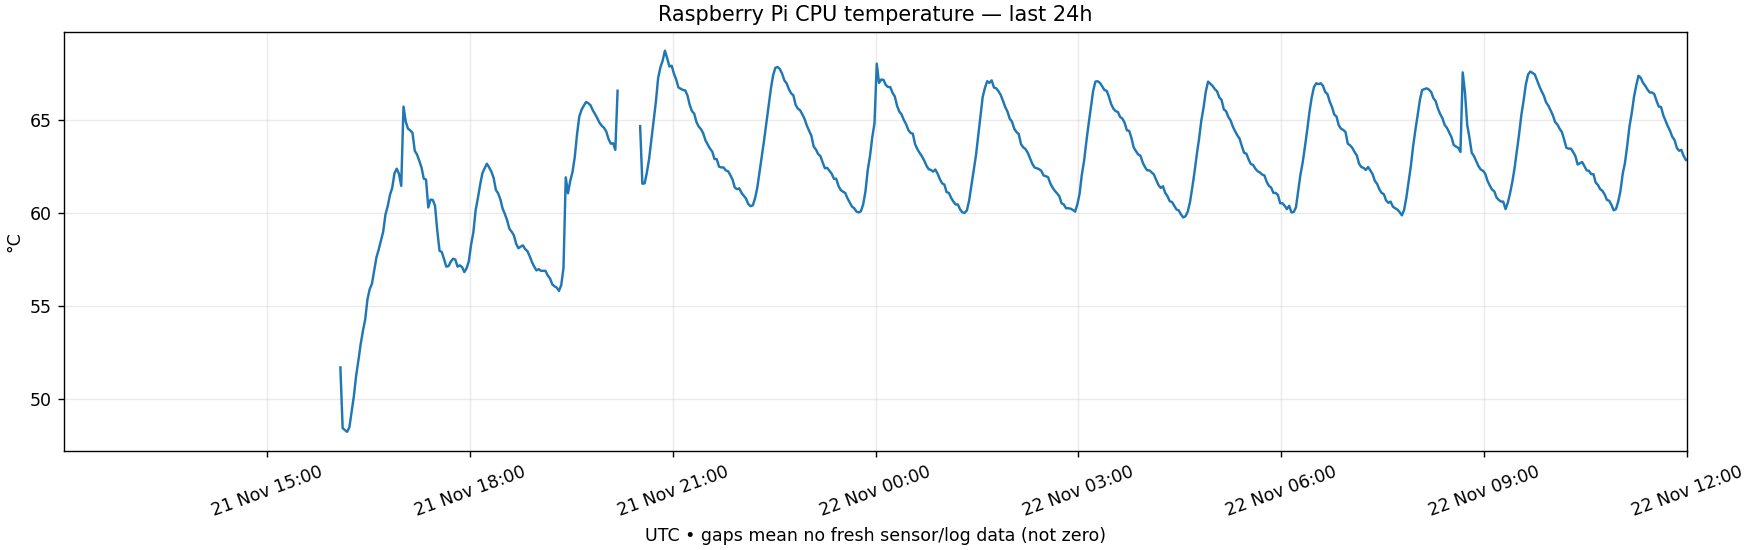 Raspberry Pi CPU temperature — last 24h
°C
65
60
55
50
21 Nov 15:00
21 Nov 18:00
21 Nov 21:00
22 Nov 00:00
22 Nov 03:00
22 Nov 06:00
22 Nov 09:00
22 Nov 12:00
UTC • gaps mean no fresh sensor/log data (not zero)